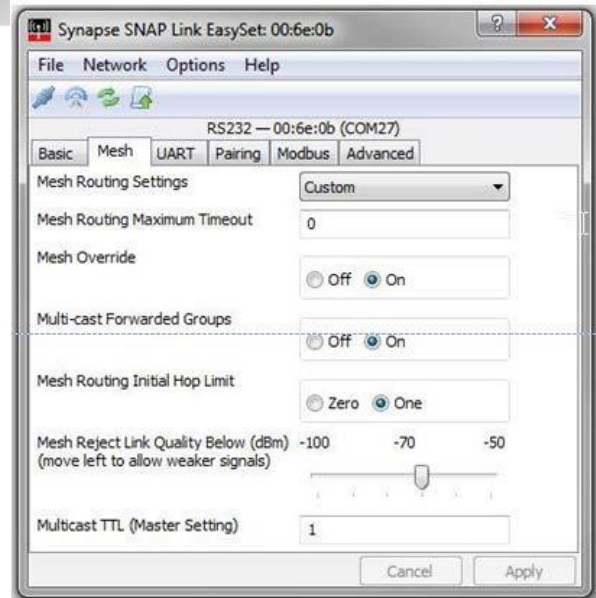 Synapse SNAP Link EasySet: 00:6e:0b
File Network Options Help
RS232 — 00:6e:0b (COM27)
Basic Mesh UART Pairing Modbus Advanced
Mesh Routing Settings Custom
Mesh Routing Maximum Timeout 0
Mesh Override
Off On
Multi-cast Forwarded Groups
Off On
Mesh Routing Initial Hop Limit
Zero One
Mesh Reject Link Quality Below (dBm) -100 -70 -50
(move left to allow weaker signals)
Multicast TTL (Master Setting) 1
Cancel Apply